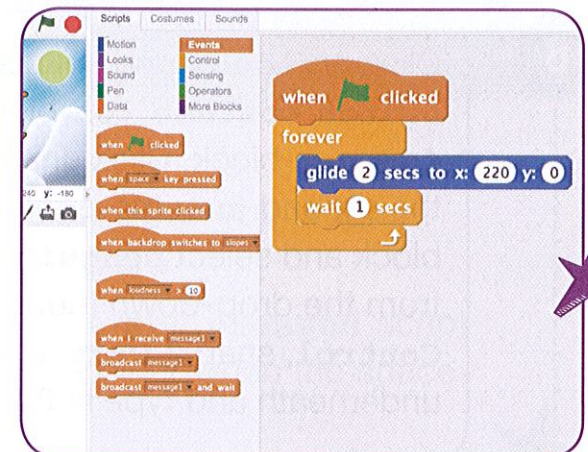 Scripts Costumes Sounds
Motion Events
Looks Control
Sound Sensing
Pen Operators
Data More Blocks
when clicked
when space key pressed
when this sprite clicked
when backdrop switches to slopes
when loudness > 10
when I receive message1
broadcast message1
broadcast message1 and wait
240 y: -180
when clicked
forever
glide 2 secs to x: 220 y: 0
wait 1 secs